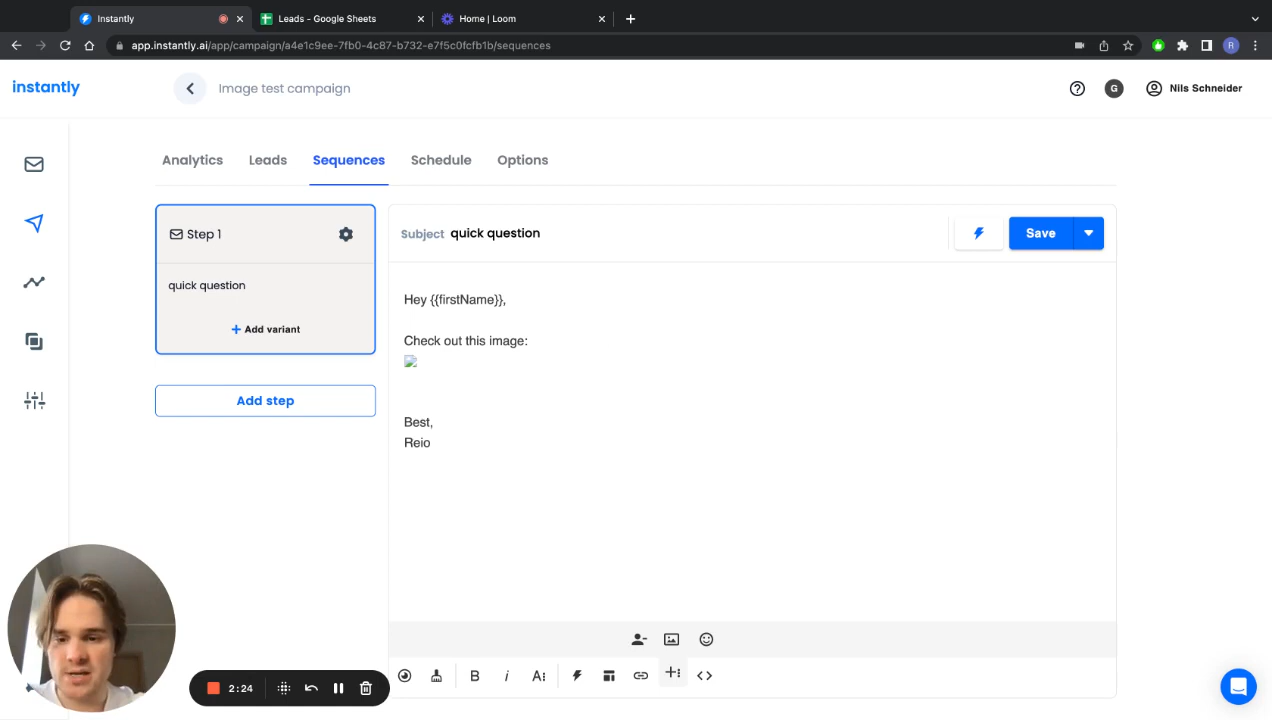 Instantly
Leads - Google Sheets
Home | Loom
app.instantly.ai/app/campaign/a4e1c9ee-7fb0-4c87-b732-e7f5c0fcfb1b/sequences
R
instantly
Image test campaign
G
Nils Schneider
Analytics
Leads
Sequences
Schedule
Options
Step 1
Subject quick question
Save
quick question
Add variant
Add step
Hey {{firstName}},
Check out this image:
Best,
Reio
2:24
B
i
A